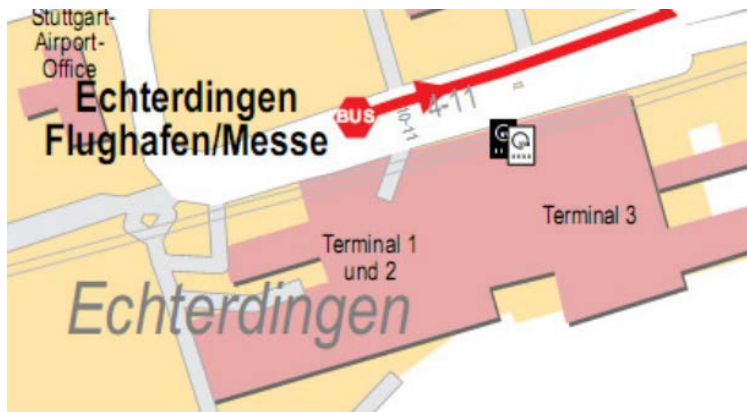 Stuttgart-
Airport-
Office
Echterdingen
Flughafen/Messe
BUS
10-11
4-11
Terminal 1
und 2
Terminal 3
Echterdingen